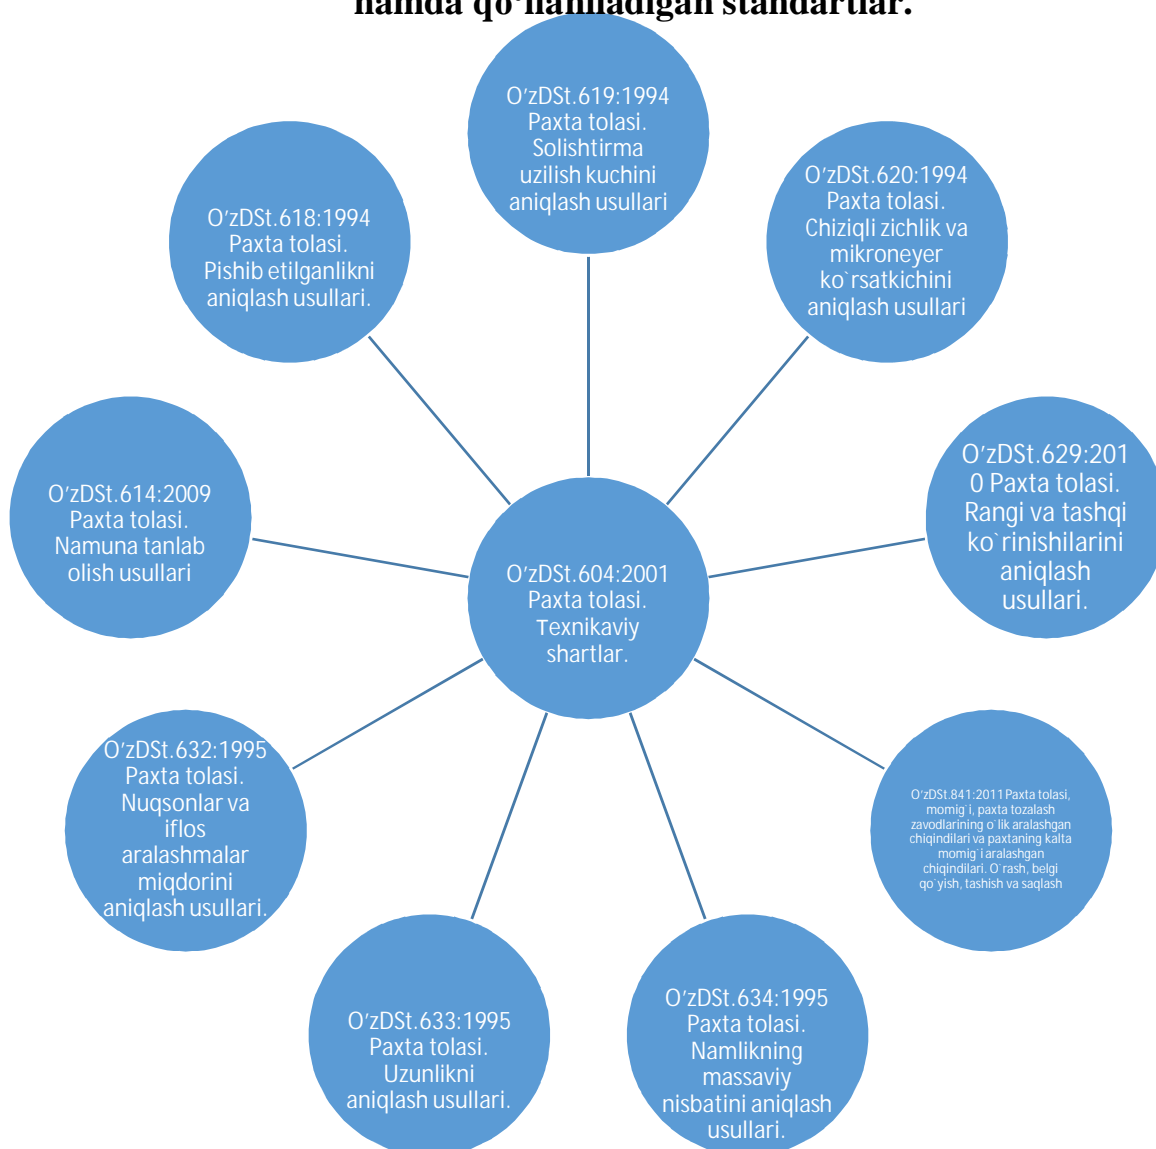 hamda qo'llaniladigan standartlar.
O'zDSt.619:1994
Paxta tolasi.
Solishtirma
uzilish kuchini
aniqlash usullari
O'zDSt.620:1994
Paxta tolasi.
Chiziqli zichlik va
mikroneyer
ko`rsatkichini
aniqlash usullari
O'zDSt.629:201
0 Paxta tolasi.
Rangi va tashqi
ko`rinishilarini
aniqlash
usullari.
O'zDSt.841:2011 Paxta tolasi,
momig`i, paxta tozalash
zavodlarining o`lik aralashgan
chiqindilari va paxtaning kalta
momig`i aralashgan
chiqindilari. O`rash, belgi
qo`yish, tashish va saqlash
O'zDSt.634:1995
Paxta tolasi.
Namlikning
massaviy
nisbatini aniqlash
usullari.
O'zDSt.633:1995
Paxta tolasi.
Uzunlikni
aniqlash usullari.
O'zDSt.632:1995
Paxta tolasi.
Nuqsonlar va
iflos
aralashmalar
miqdorini
aniqlash usullari.
O'zDSt.614:2009
Paxta tolasi.
Namuna tanlab
olish usullari
O'zDSt.618:1994
Paxta tolasi.
Pishib etilganlikni
aniqlash usullari.
O'zDSt.604:2001
Paxta tolasi.
Texnikaviy
shartlar.